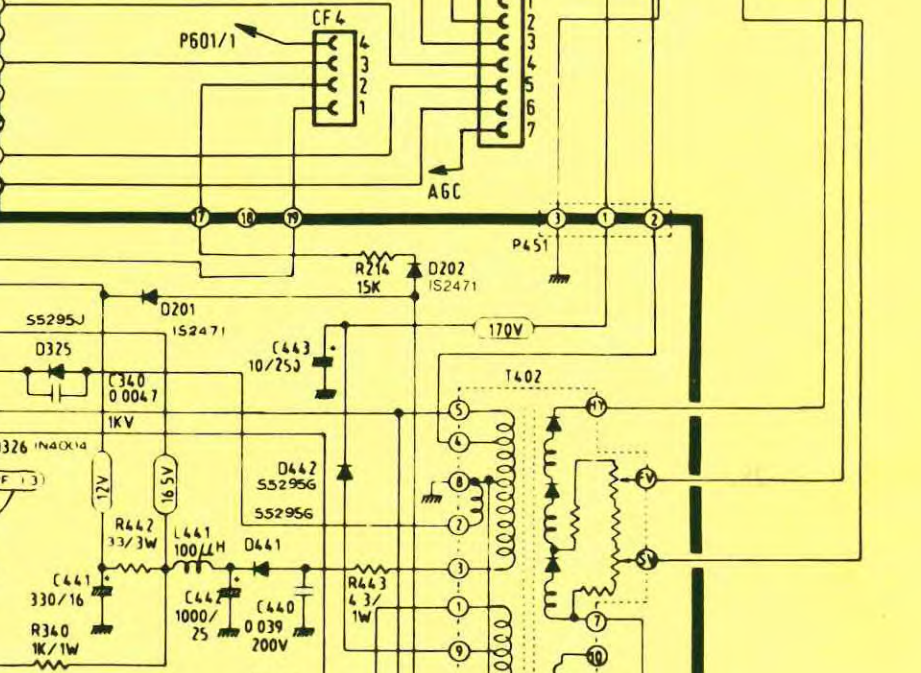 CF4
P601/1
4
3
2
1
1
2
3
4
5
6
7
AGC
17
18
19
3
1
2
P451
R214
15K
D202
IS2471
D201
IS2471
S5295J
D325
C340
0.0047
1KV
C443
10/250
170V
T402
5
4
8
2
3
1
9
HY
FV
SV
7
10
326 IN4004
F (3)
12V
16.5V
D442
S5295G
S5295G
R442
33/3W
L441
100µH
D441
C441
330/16
C442
1000/
25
C440
0.039
200V
R443
4.3/
1W
R340
1K/1W